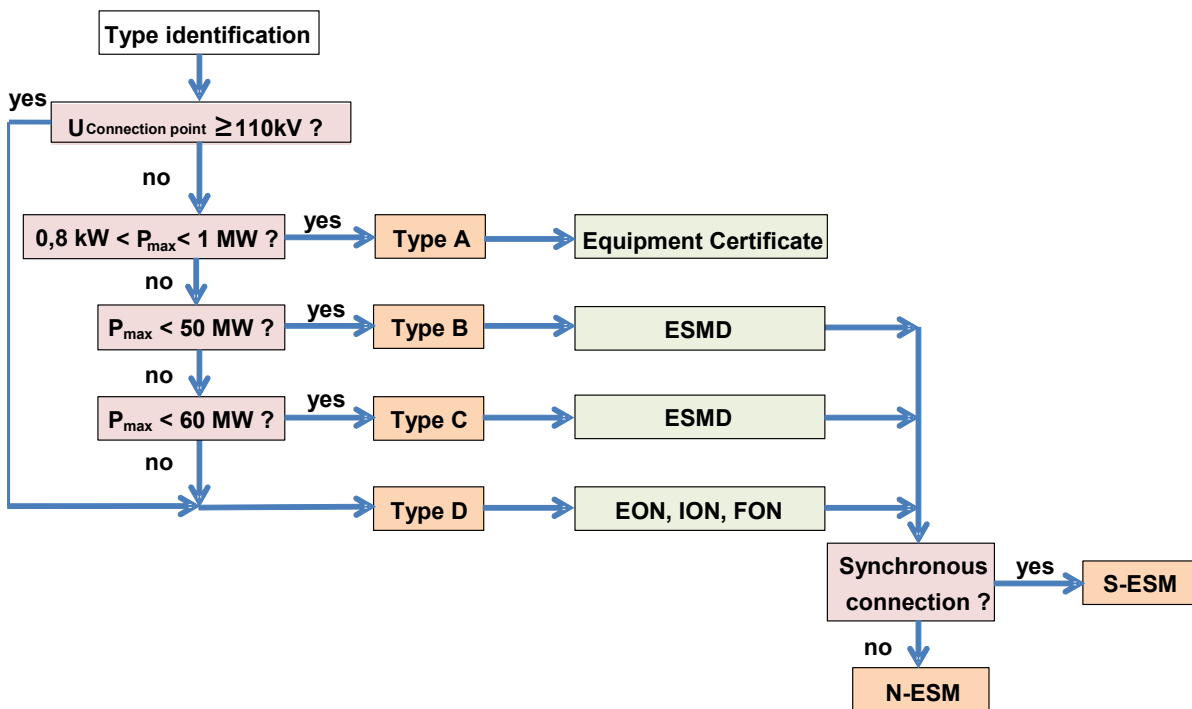 Type identification
yes
U Connection point ≥110kV ?
no
0,8 kW < Pmax< 1 MW ?
yes
Type A
Equipment Certificate
no
Pmax < 50 MW ?
yes
Type B
ESMD
no
Pmax < 60 MW ?
yes
Type C
ESMD
no
Type D
EON, ION, FON
Synchronous
connection ?
yes
S-ESM
no
N-ESM